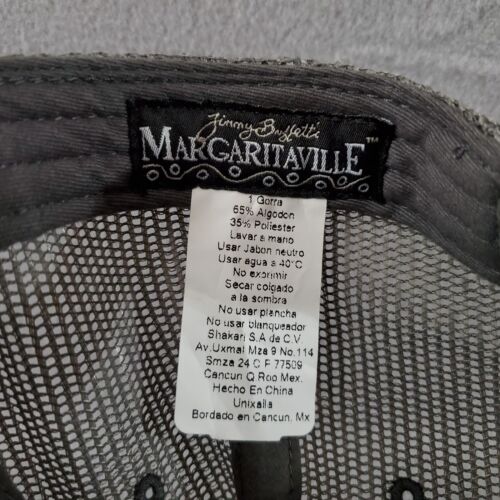 Jimmy Buffett's
MARGARITAVILLE™
1 Gorra
65% Algodon
35% Poliester
Lavar a mano
Usar Jabon neutro
Usar agua a 40°C
No exprimir
Secar colgado
a la sombra
No usar plancha
No usar blanqueador
Shakari S.A de C.V.
Av.Uxmal Mza 9 No.114
Smza 24 C P 77509
Cancun Q Roo Mex.
Hecho En China
Unixalla
Bordado en Cancun. Mx